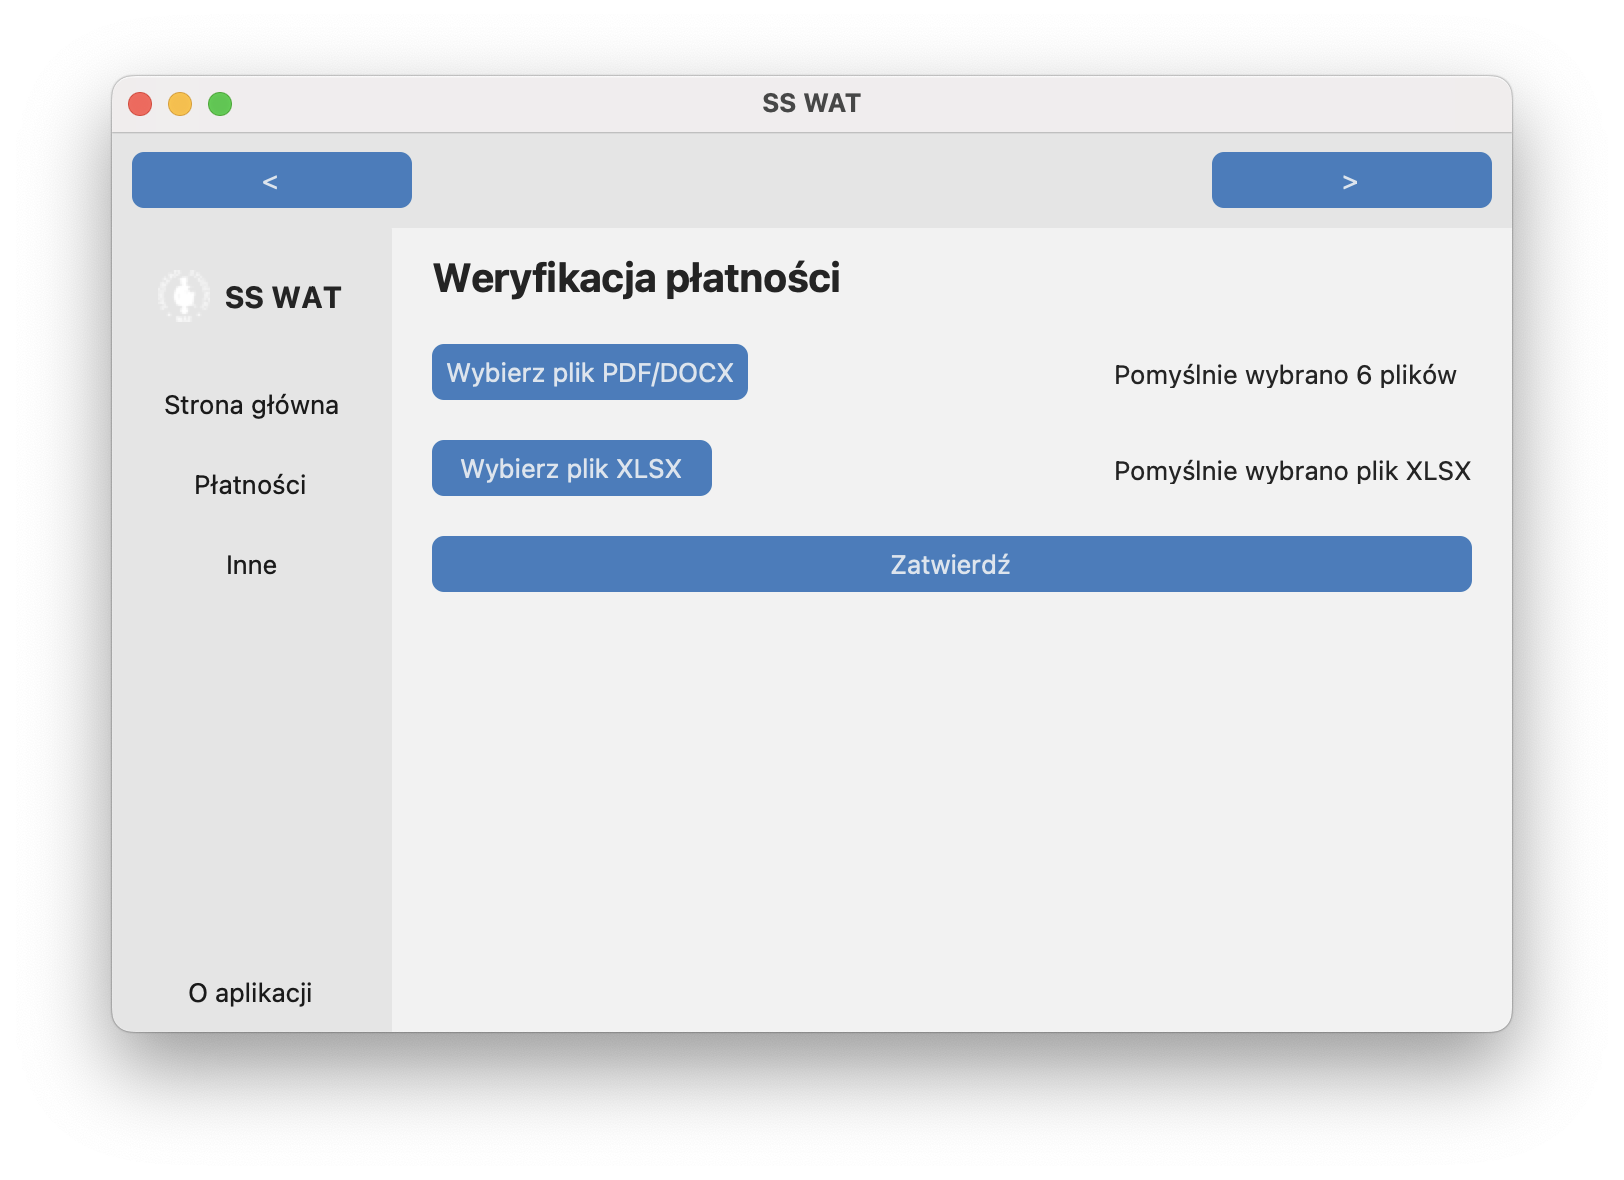 SS WAT
<
>
SS WAT
Strona główna
Płatności
Inne
O aplikacji
Weryfikacja płatności
Wybierz plik PDF/DOCX
Pomyślnie wybrano 6 plików
Wybierz plik XLSX
Pomyślnie wybrano plik XLSX
Zatwierdź